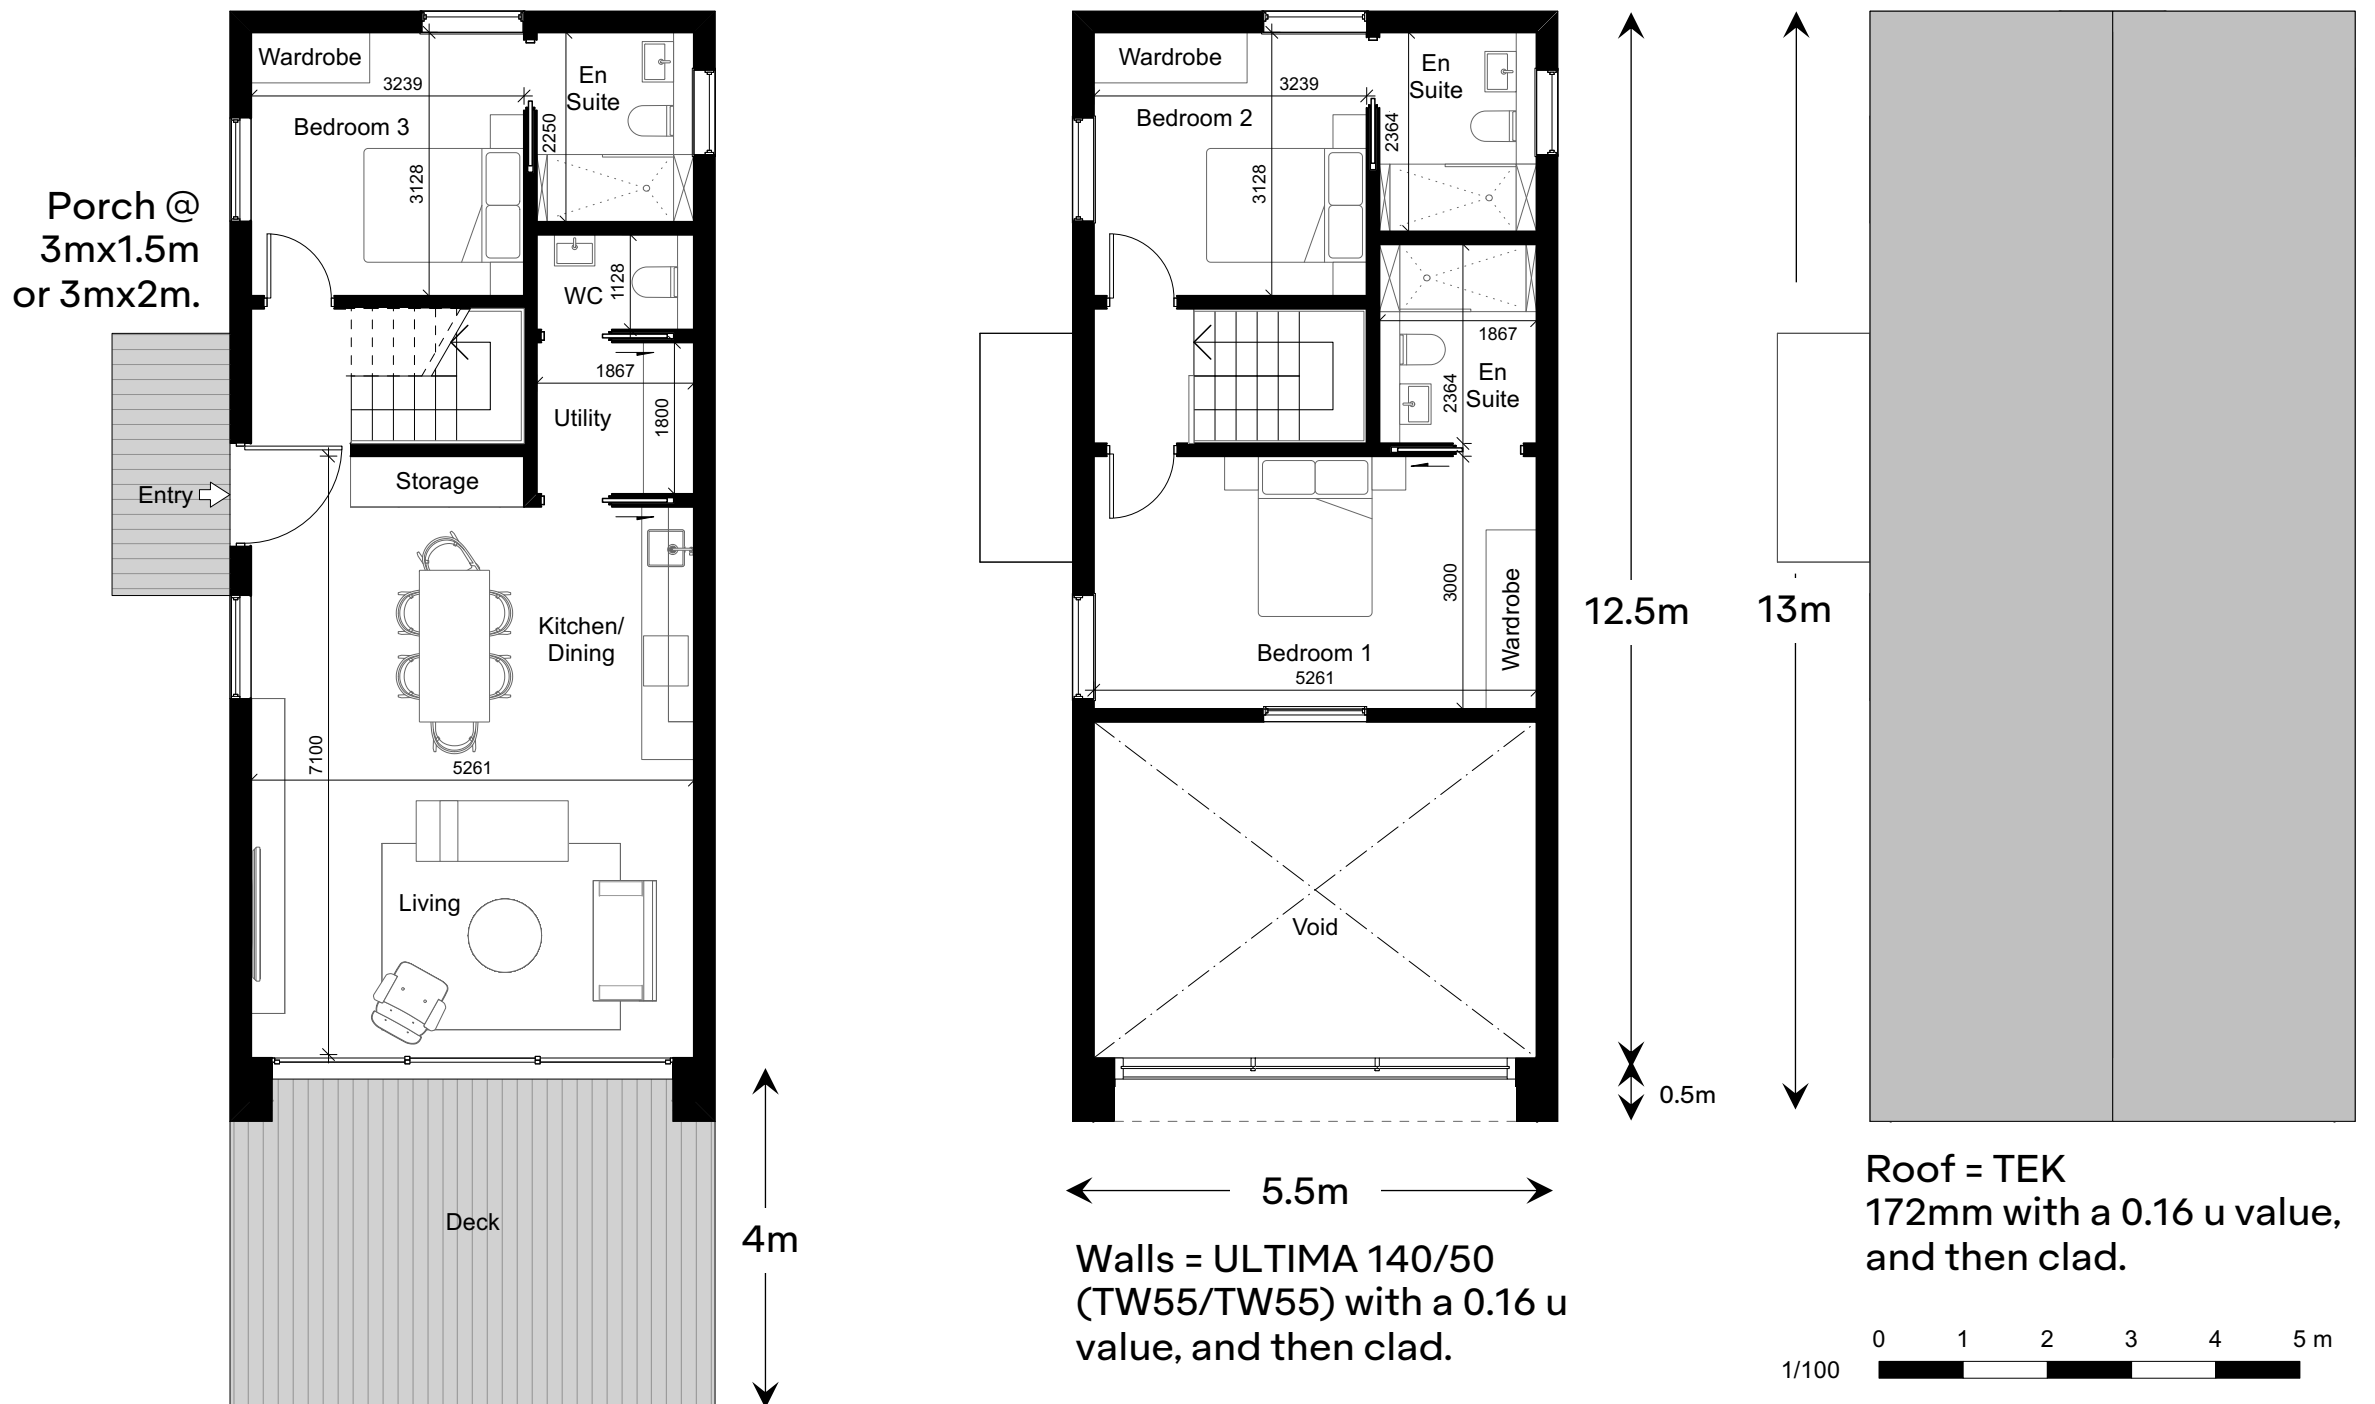 Wardrobe
3239
En
Suite
Bedroom 3
2250
3128
Porch @
3mx1.5m
or 3mx2m.
WC
1128
1867
Utility
1800
Entry
Storage
Kitchen/
Dining
7100
5261
Living
Deck
4m
Wardrobe
3239
En
Suite
Bedroom 2
2364
3128
1867
En
Suite
2364
3000
Wardrobe
Bedroom 1
5261
Void
12.5m
0.5m
5.5m
Walls = ULTIMA 140/50
(TW55/TW55) with a 0.16 u
value, and then clad.
13m
Roof = TEK
172mm with a 0.16 u value,
and then clad.
0 1 2 3 4 5 m
1/100